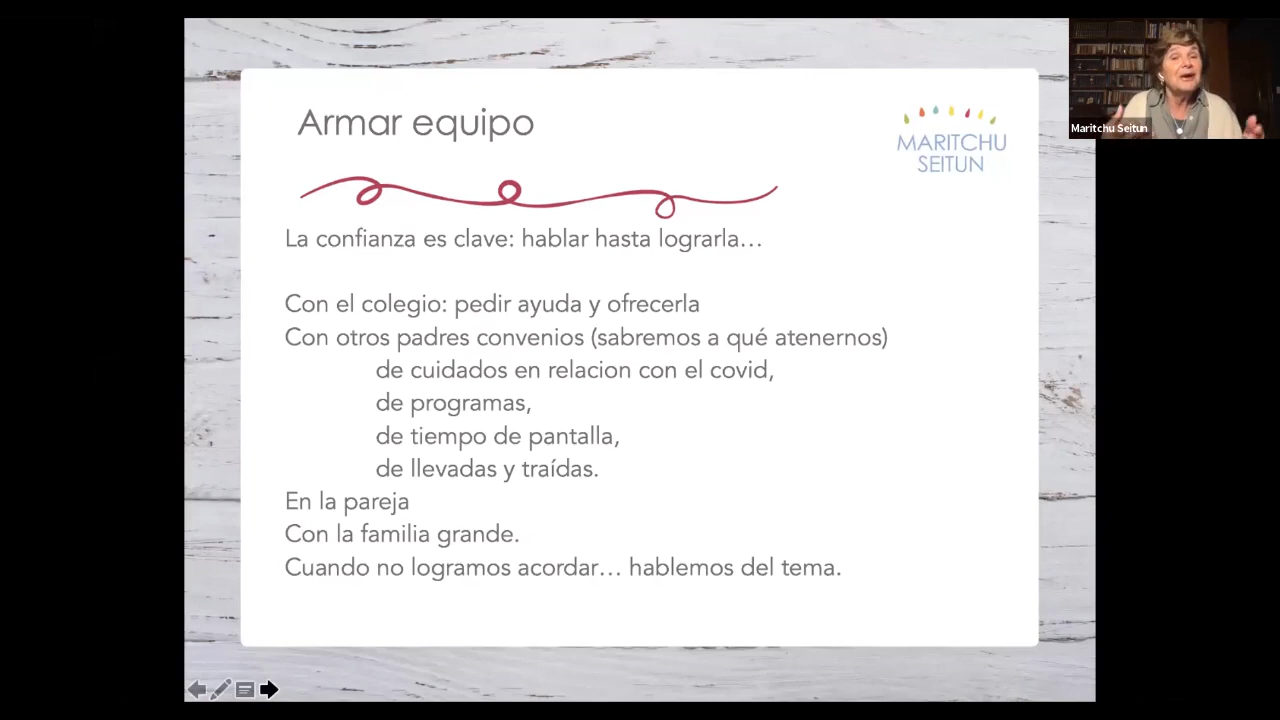 Armar equipo
MARITCHU
SEITUN
La confianza es clave: hablar hasta lograrla…
Con el colegio: pedir ayuda y ofrecerla
Con otros padres convenios (sabremos a qué atenernos)
de cuidados en relacion con el covid,
de programas,
de tiempo de pantalla,
de llevadas y traídas.
En la pareja
Con la familia grande.
Cuando no logramos acordar… hablemos del tema.
Maritchu Seitun